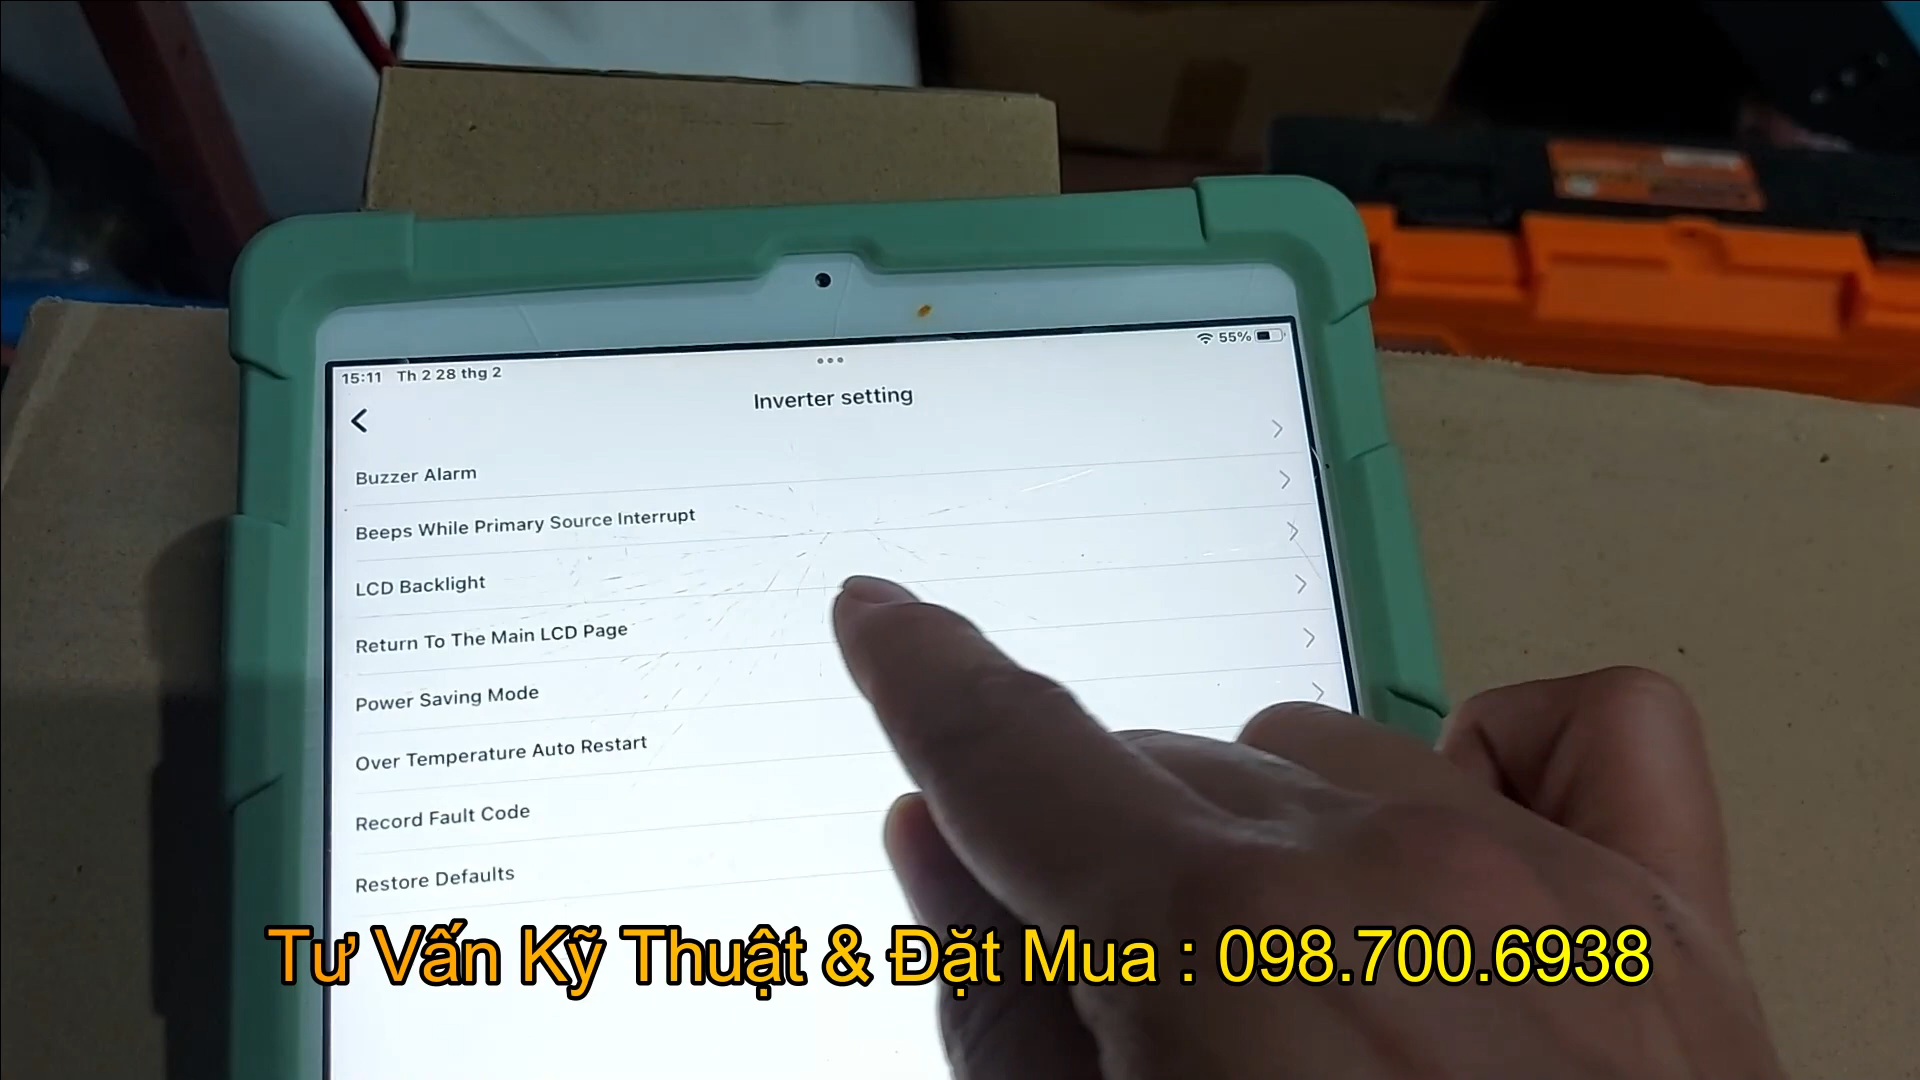 15:11 Th 2 28 thg 2
55%
Inverter setting
Buzzer Alarm
Beeps While Primary Source Interrupt
LCD Backlight
Return To The Main LCD Page
Power Saving Mode
Over Temperature Auto Restart
Record Fault Code
Restore Defaults
Tư Vấn Kỹ Thuật & Đặt Mua : 098.700.6938